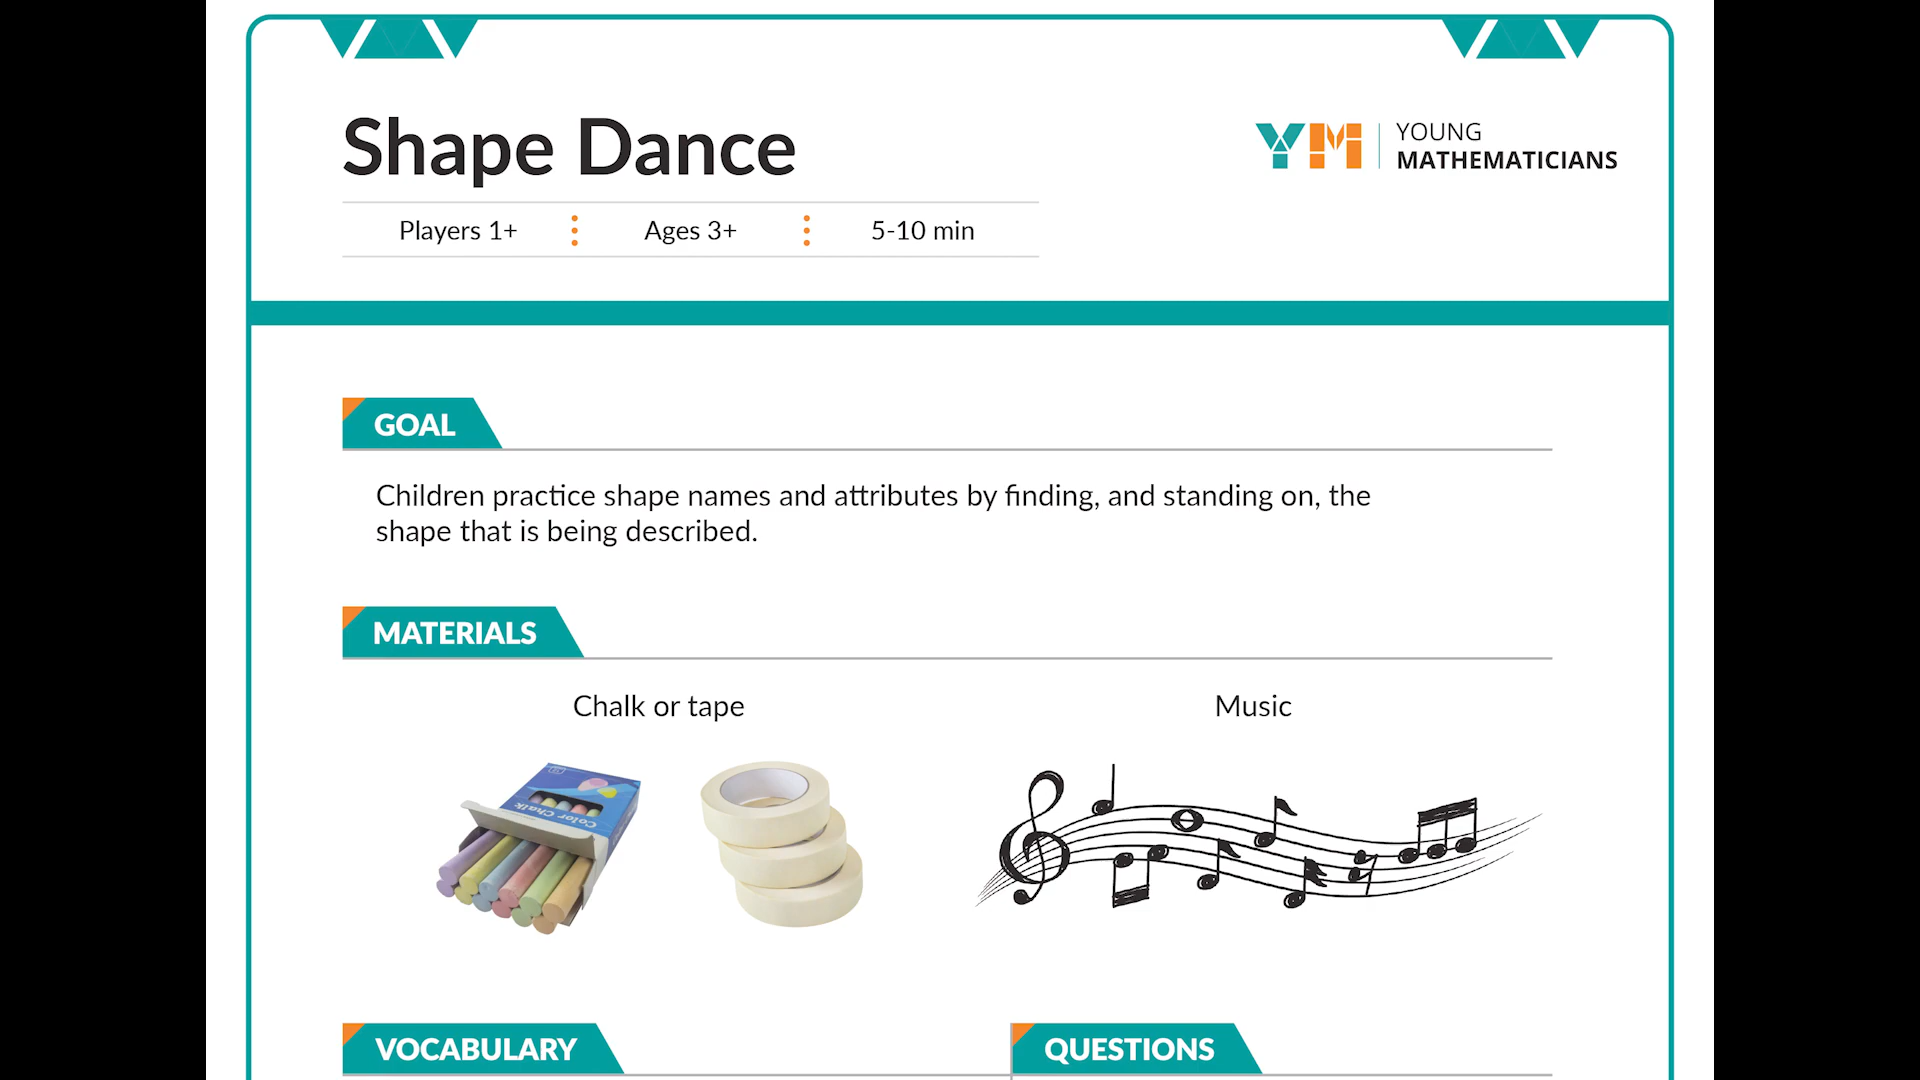 Shape Dance
YM YOUNG
MATHEMATICIANS
Players 1+ Ages 3+ 5-10 min
GOAL
Children practice shape names and attributes by finding, and standing on, the
shape that is being described.
MATERIALS
Chalk or tape Music
Color Chalk
VOCABULARY QUESTIONS